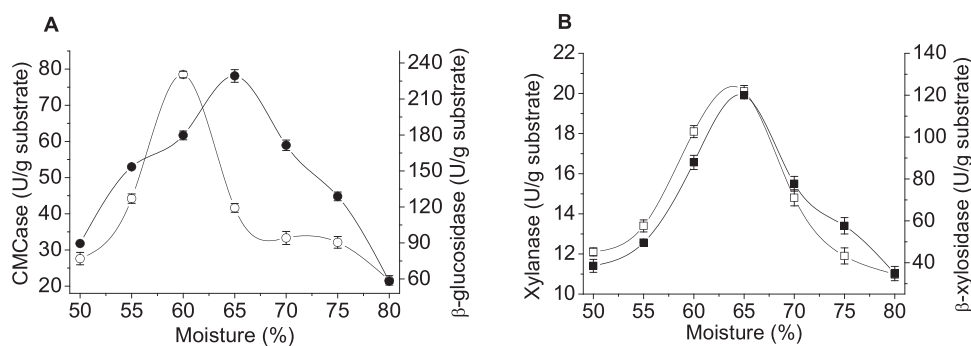 A
CMCase (U/g substrate)
80
70
60
50
40
30
20
240
210
180
150
120
90
60
β-glucosidase (U/g substrate)
50 55 60 65 70 75 80
Moisture (%)
B
Xylanase (U/g substrate)
22
20
18
16
14
12
10
140
120
100
80
60
40
β-xylosidase (U/g substrate)
50 55 60 65 70 75 80
Moisture (%)